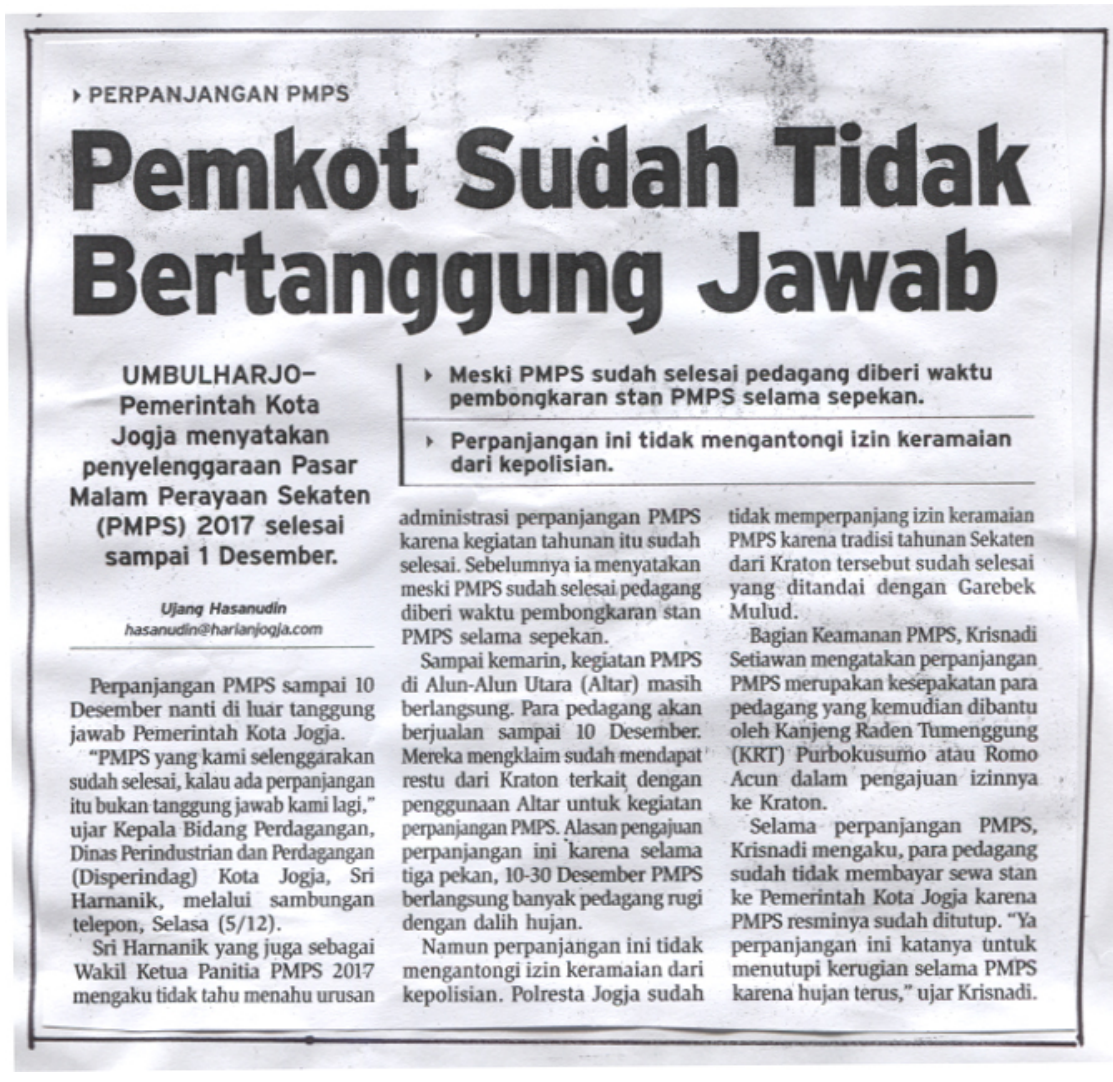 PERPANJANGAN PMPS
Pemkot Sudah Tidak
Bertanggung Jawab
UMBULHARJO–
Pemerintah Kota
Jogja menyatakan
penyelenggaraan Pasar
Malam Perayaan Sekaten
(PMPS) 2017 selesai
sampai 1 Desember.
Ujang Hasanudin
hasanudin@harianjogja.com
Meski PMPS sudah selesai pedagang diberi waktu
pembongkaran stan PMPS selama sepekan.
Perpanjangan ini tidak mengantongi izin keramaian
dari kepolisian.
Perpanjangan PMPS sampai 10
Desember nanti di luar tanggung
jawab Pemerintah Kota Jogja.
“PMPS yang kami selenggarakan
sudah selesai, kalau ada perpanjangan
itu bukan tanggung jawab kami lagi,”
ujar Kepala Bidang Perdagangan,
Dinas Perindustrian dan Perdagangan
(Disperindag) Kota Jogja, Sri
Harnanik, melalui sambungan
telepon, Selasa (5/12).
Sri Harnanik yang juga sebagai
Wakil Ketua Panitia PMPS 2017
mengaku tidak tahu menahu urusan
administrasi perpanjangan PMPS
karena kegiatan tahunan itu sudah
selesai. Sebelumnya ia menyatakan
meski PMPS sudah selesai pedagang
diberi waktu pembongkaran stan
PMPS selama sepekan.
Sampai kemarin, kegiatan PMPS
di Alun-Alun Utara (Altar) masih
berlangsung. Para pedagang akan
berjualan sampai 10 Desember.
Mereka mengklaim sudah mendapat
restu dari Kraton terkait dengan
penggunaan Altar untuk kegiatan
perpanjangan PMPS. Alasan pengajuan
perpanjangan ini karena selama
tiga pekan, 10-30 Desember PMPS
berlangsung banyak pedagang rugi
dengan dalih hujan.
Namun perpanjangan ini tidak
mengantongi izin keramaian dari
kepolisian. Polresta Jogja sudah
tidak memperpanjang izin keramaian
PMPS karena tradisi tahunan Sekaten
dari Kraton tersebut sudah selesai
yang ditandai dengan Garebek
Mulud.
Bagian Keamanan PMPS, Krisnadi
Setiawan mengatakan perpanjangan
PMPS merupakan kesepakatan para
pedagang yang kemudian dibantu
oleh Kanjeng Raden Tumenggung
(KRT) Purbokusumo atau Romo
Acun dalam pengajuan izinnya
ke Kraton.
Selama perpanjangan PMPS,
Krisnadi mengaku, para pedagang
sudah tidak membayar sewa stan
ke Pemerintah Kota Jogja karena
PMPS resminya sudah ditutup. “Ya
perpanjangan ini katanya untuk
menutupi kerugian selama PMPS
karena hujan terus,” ujar Krisnadi.